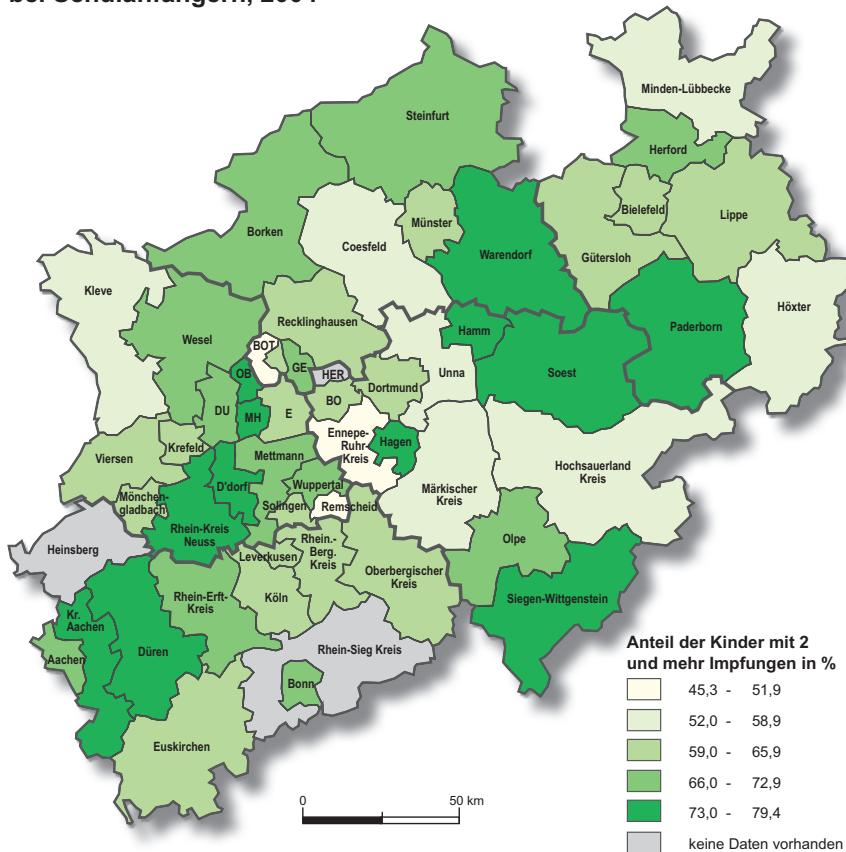 bei Schulanfängern, 2004
Minden-Lübbecke
Steinfurt
Herford
Münster
Bielefeld
Lippe
Borken
Coesfeld
Warendorf
Gütersloh
Kleve
Höxter
Recklinghausen
Wesel
Hamm
Paderborn
BOT
GE
HER
Soest
OB
Dortmund
Unna
DU
MH
E
BO
Ennepe-
Ruhr-
Kreis
Hagen
Viersen
Krefeld
Mettmann
Hochsauerland
Kreis
D'dorf
Wuppertal
Märkischer
Kreis
Mönchen-
gladbach
Solingen
Remscheid
Rhein-Kreis
Neuss
Olpe
Heinsberg
Leverkusen
Rhein.-
Berg.
Kreis
Oberbergischer
Kreis
Rhein-Erft-
Kreis
Köln
Siegen-Wittgenstein
Kr.
Aachen
Aachen
Düren
Rhein-Sieg Kreis
Bonn
Euskirchen
Anteil der Kinder mit 2
und mehr Impfungen in %
45,3 - 51,9
52,0 - 58,9
59,0 - 65,9
66,0 - 72,9
73,0 - 79,4
keine Daten vorhanden
0 50 km